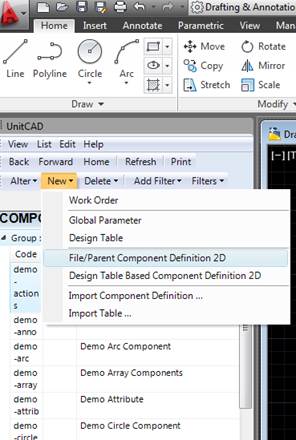 Drafting & Annotatio
Home Insert Annotate Parametric View
Line Polyline Circle Arc
Move Rotate
Copy Mirror
Stretch Scale
Draw Modify
UnitCAD
View List Edit Help
Back Forward Home Refresh Print
Alter New Delete Add Filter Filters
Work Order
Global Parameter
Design Table
File/Parent Component Definition 2D
Design Table Based Component Definition 2D
Import Component Definition ...
Import Table ...
COMPO
Group :
Code
demo
-
action
s
demo
-anno
demo Demo Arc Component
-arc
demo Demo Array Components
-array
demo Demo Attribute
-attrib
demo Demo Circle Component
-circle
Dra
[−][T